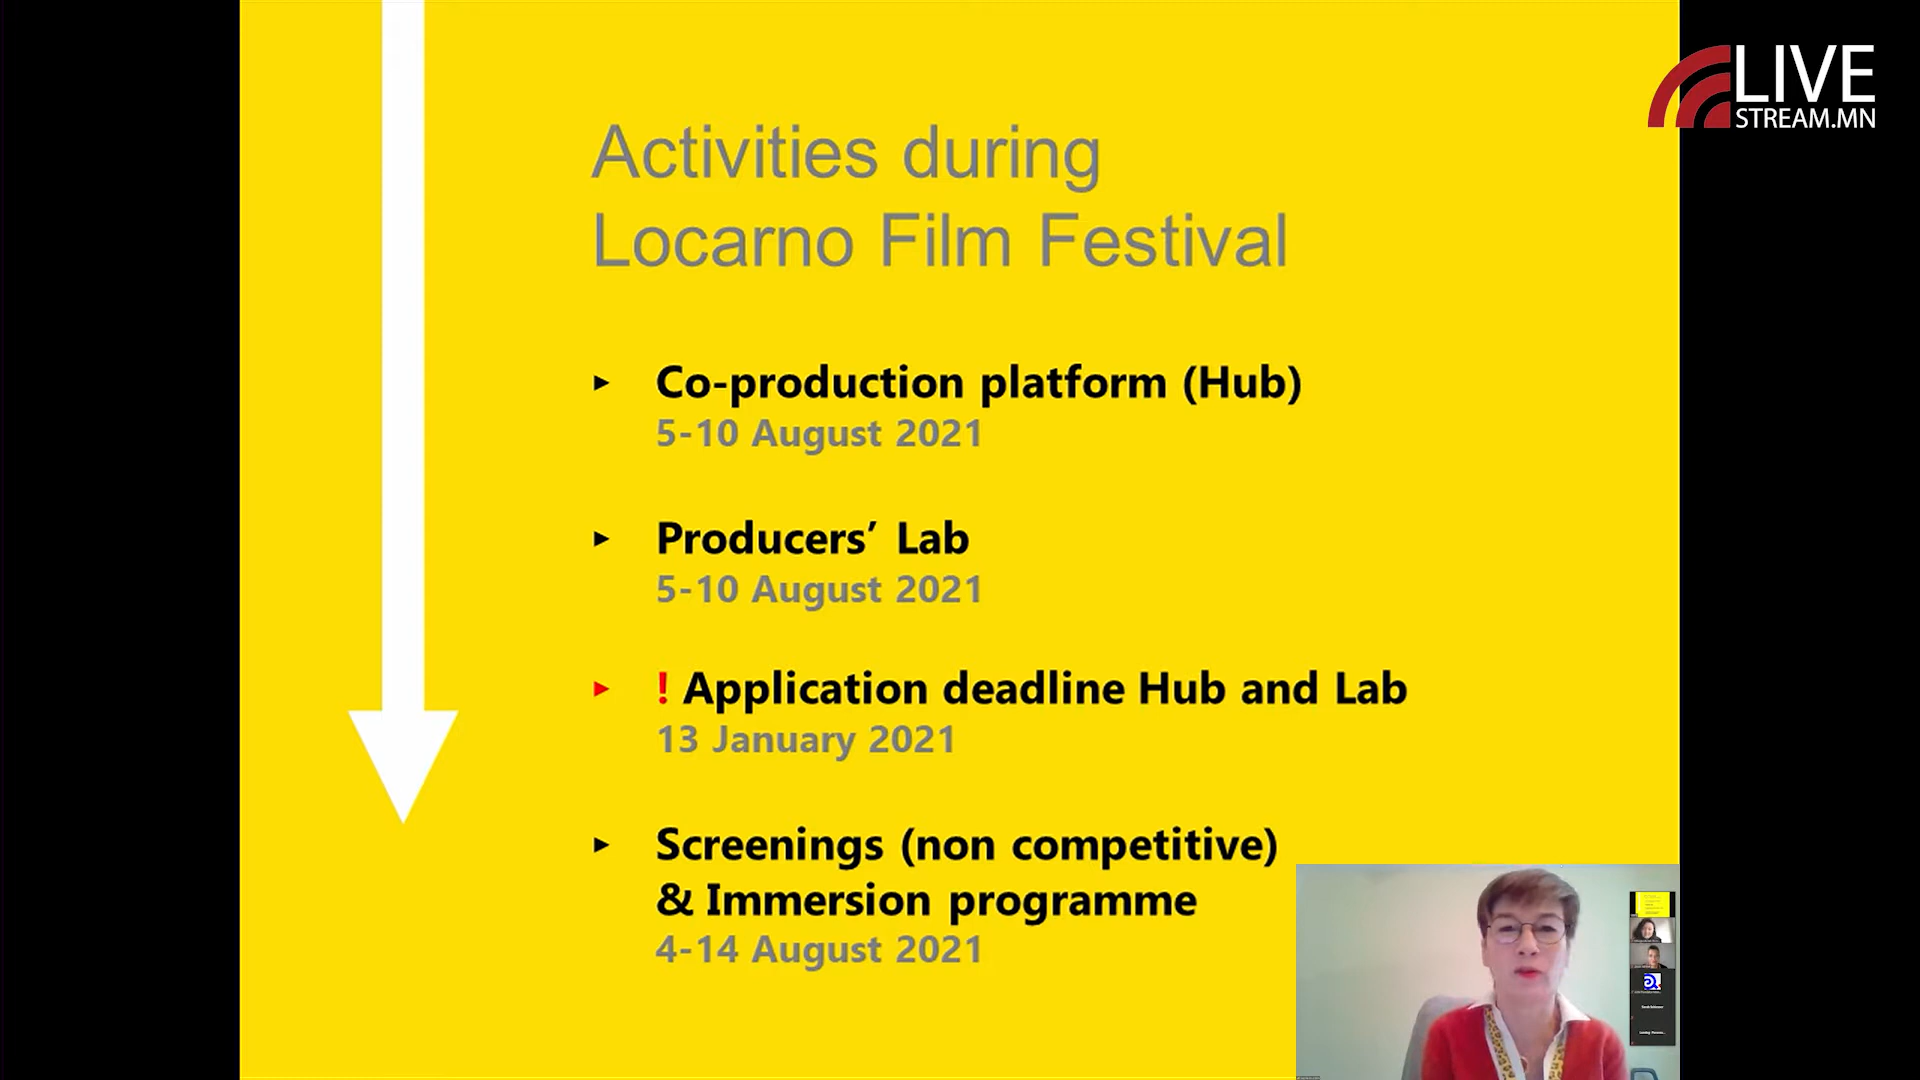 LIVE
STREAM.MN
Activities during
Locarno Film Festival
▸ Co-production platform (Hub)
5-10 August 2021
▸ Producers’ Lab
5-10 August 2021
▸ ! Application deadline Hub and Lab
13 January 2021
▸ Screenings (non competitive)
& Immersion programme
4-14 August 2021